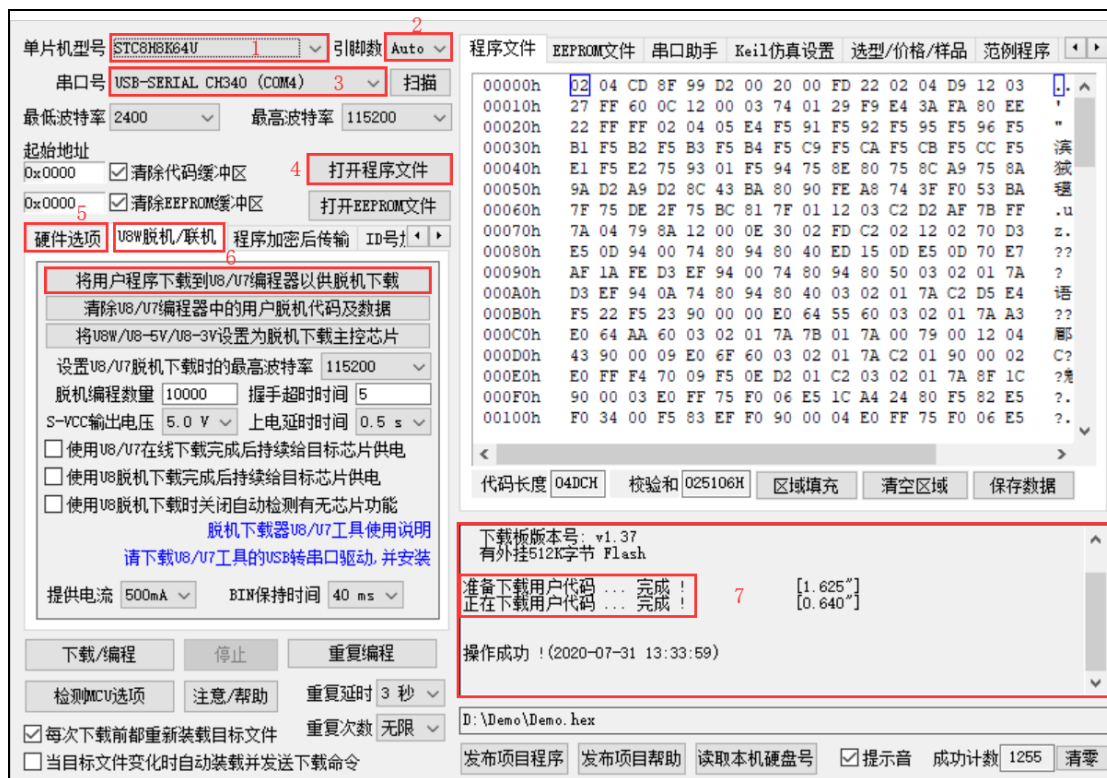 单片机型号 STC8H8K64U 1 引脚数 Auto 2
串口号 USB-SERIAL CH340 (COM4) 3 扫描
最低波特率 2400 最高波特率 115200
起始地址
0x0000 清除代码缓冲区 4 打开程序文件
0x0000 清除EEPROM缓冲区 打开EEPROM文件
5
硬件选项 U8W脱机/联机 程序加密后传输 ID号
6
将用户程序下载到U8/U7编程器以供脱机下载
清除U8/U7编程器中的用户脱机代码及数据
将U8W/U8-5V/U8-3V设置为脱机下载主控芯片
设置U8/U7脱机下载时的最高波特率 115200
脱机编程数量 10000 握手超时时间 5
S-VCC输出电压 5.0 V 上电延时时间 0.5 s
使用U8/U7在线下载完成后持续给目标芯片供电
使用U8脱机下载完成后持续给目标芯片供电
使用U8脱机下载时关闭自动检测有无芯片功能
脱机下载器U8/U7工具使用说明
请下载U8/U7工具的USB转串口驱动,并安装
提供电流 500mA BIN保持时间 40 ms
下载/编程 停止 重复编程
检测MCU选项 注意/帮助 重复延时 3 秒
每次下载前都重新装载目标文件 重复次数 无限
当目标文件变化时自动装载并发送下载命令
程序文件 EEPROM文件 串口助手 Keil仿真设置 选型/价格/样品 范例程序
00000h 02 04 CD 8F 99 D2 00 20 00 FD 22 02 04 D9 12 03 ..
00010h 27 FF 60 0C 12 00 03 74 01 29 F9 E4 3A FA 80 EE '
00020h 22 FF FF 02 04 05 E4 F5 91 F5 92 F5 95 F5 96 F5 "
00030h B1 F5 B2 F5 B3 F5 B4 F5 C9 F5 CA F5 CB F5 CC F5 滨
00040h E1 F5 E2 75 93 01 F5 94 75 8E 80 75 8C A9 75 8A
00050h 9A D2 A9 D2 8C 43 BA 80 90 FE A8 74 3F F0 53 BA
00060h 7F 75 DE 2F 75 BC 81 7F 01 12 03 C2 D2 AF 7B FF .u
00070h 7A 04 79 8A 12 00 0E 30 02 FD C2 02 12 02 70 D3 z.
00080h E5 0D 94 00 74 80 94 80 40 ED 15 0D E5 0D 70 E7 ??
00090h AF 1A FE D3 EF 94 00 74 80 94 80 50 03 02 01 7A ?
000A0h D3 EF 94 0A 74 80 94 80 40 03 02 01 7A C2 D5 E4 语
000B0h F5 22 F5 23 90 00 00 E0 64 55 60 03 02 01 7A A3 ??
000C0h E0 64 AA 60 03 02 01 7A 7B 01 7A 00 79 00 12 04
000D0h 43 90 00 09 E0 6F 60 03 02 01 7A C2 01 90 00 02 C?
000E0h E0 FF F4 70 09 F5 0E D2 01 C2 03 02 01 7A 8F 1C
000F0h 90 00 03 E0 FF 75 F0 06 E5 1C A4 24 80 F5 82 E5 ?.
00100h F0 34 00 F5 83 EF F0 90 00 04 E0 FF 75 F0 06 E5 ?.
代码长度 04DCH 校验和 025106H 区域填充 清空区域 保存数据
下载板版本号: v1.37
有外挂512K字节 Flash
准备下载用户代码 ... 完成 ! [1.625"]
正在下载用户代码 ... 完成 ! [0.640"]
7
操作成功 !(2020-07-31 13:33:59)
D:\Demo\Demo.hex
发布项目程序 发布项目帮助 读取本机硬盘号 提示音 成功计数 1255 清零